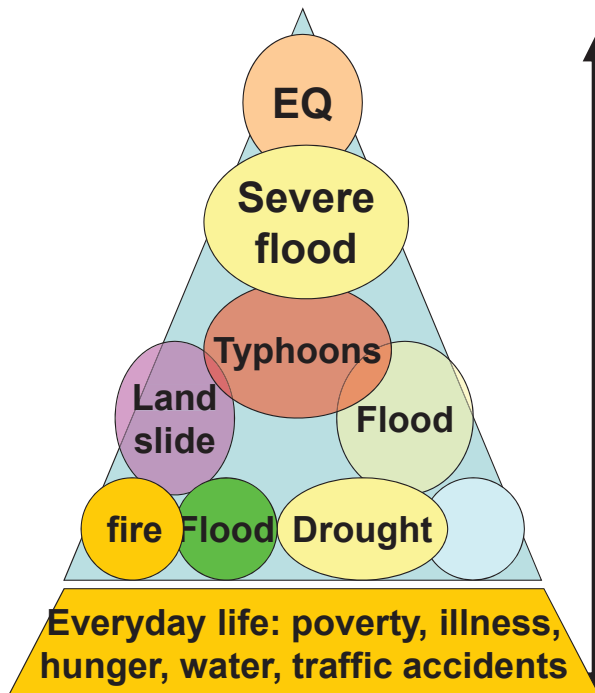 EQ
Severe
flood
Typhoons
Land
slide
Flood
fire
Flood
Drought
Everyday life: poverty, illness,
hunger, water, traffic accidents